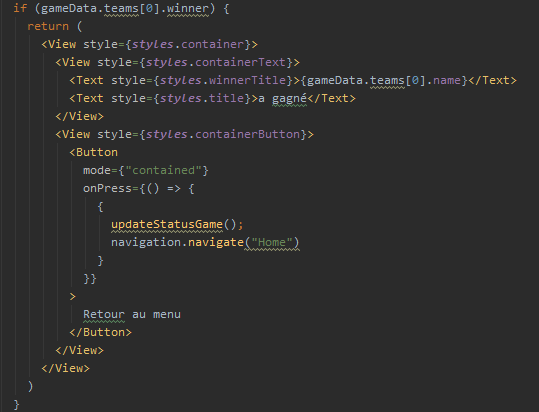 if (gameData.teams[0].winner) {
return (
<View style={styles.container}>
<View style={styles.containerText}>
<Text style={styles.winnerTitle}>{gameData.teams[0].name}</Text>
<Text style={styles.title}>a gagné</Text>
</View>
<View style={styles.containerButton}>
<Button
mode={"contained"}
onPress={() => {
{
updateStatusGame();
navigation.navigate("Home")
}
}}
>
Retour au menu
</Button>
</View>
</View>
)
}